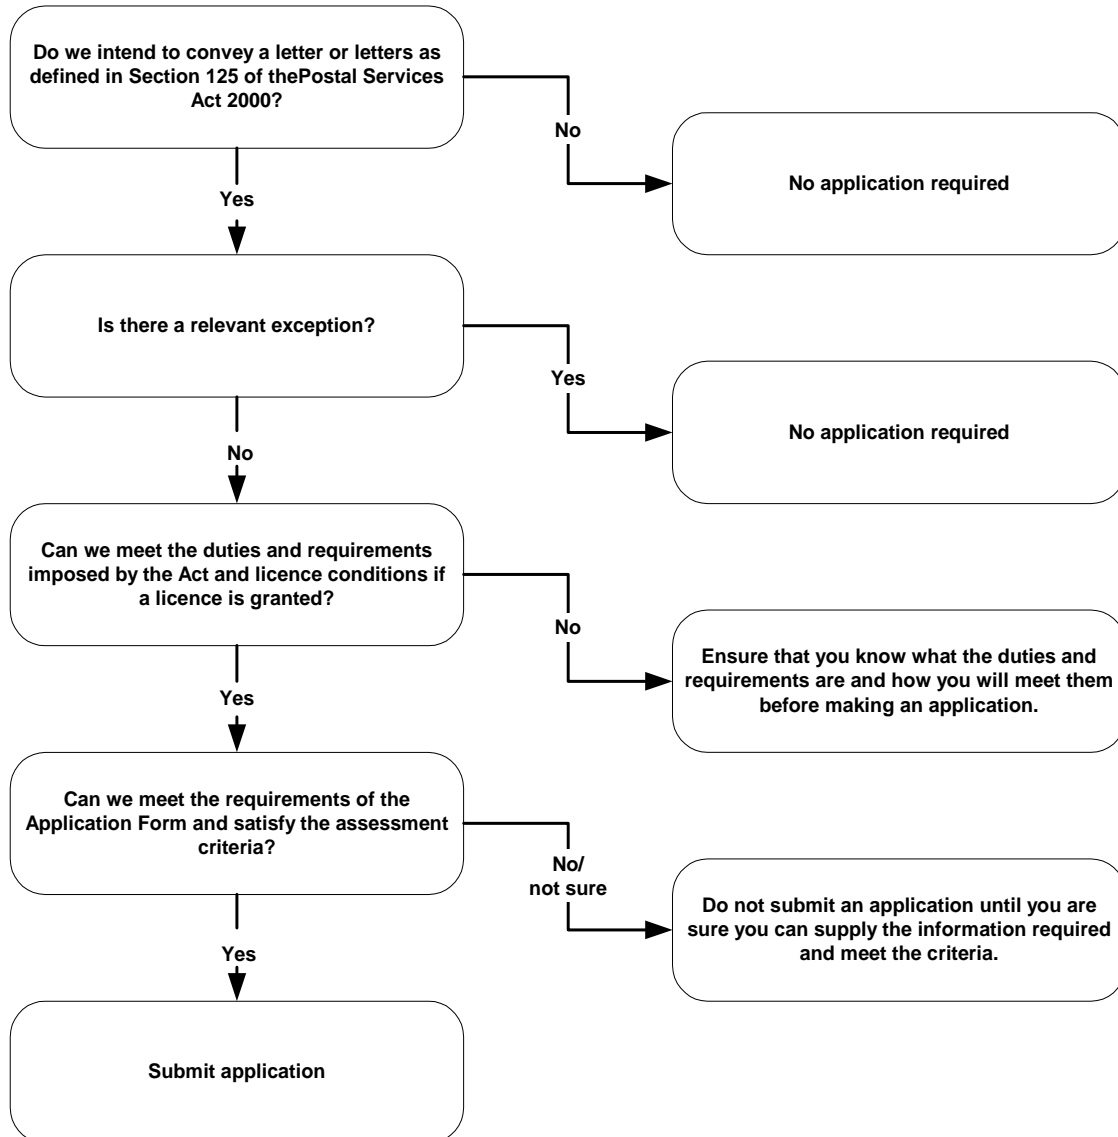 Do we intend to convey a letter or letters as
defined in Section 125 of thePostal Services
Act 2000?
No
No application required
Yes
Is there a relevant exception?
Yes
No application required
No
Can we meet the duties and requirements
imposed by the Act and licence conditions if
a licence is granted?
No
Ensure that you know what the duties and
requirements are and how you will meet them
before making an application.
Yes
Can we meet the requirements of the
Application Form and satisfy the assessment
criteria?
No/
not sure
Do not submit an application until you are
sure you can supply the information required
and meet the criteria.
Yes
Submit application